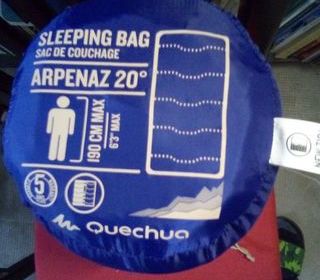 SLEEPING BAG
SAC DE COUCHAGE
ARPENAZ 20°
190 CM MAX
6'3" MAX
5
Quechua